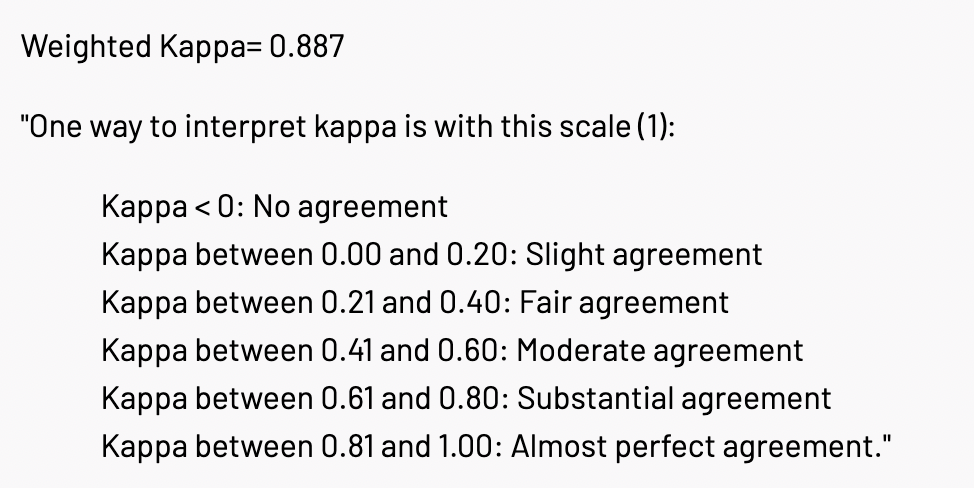 Weighted Kappa= 0.887
"One way to interpret kappa is with this scale (1):
Kappa < 0: No agreement
Kappa between 0.00 and 0.20: Slight agreement
Kappa between 0.21 and 0.40: Fair agreement
Kappa between 0.41 and 0.60: Moderate agreement
Kappa between 0.61 and 0.80: Substantial agreement
Kappa between 0.81 and 1.00: Almost perfect agreement."